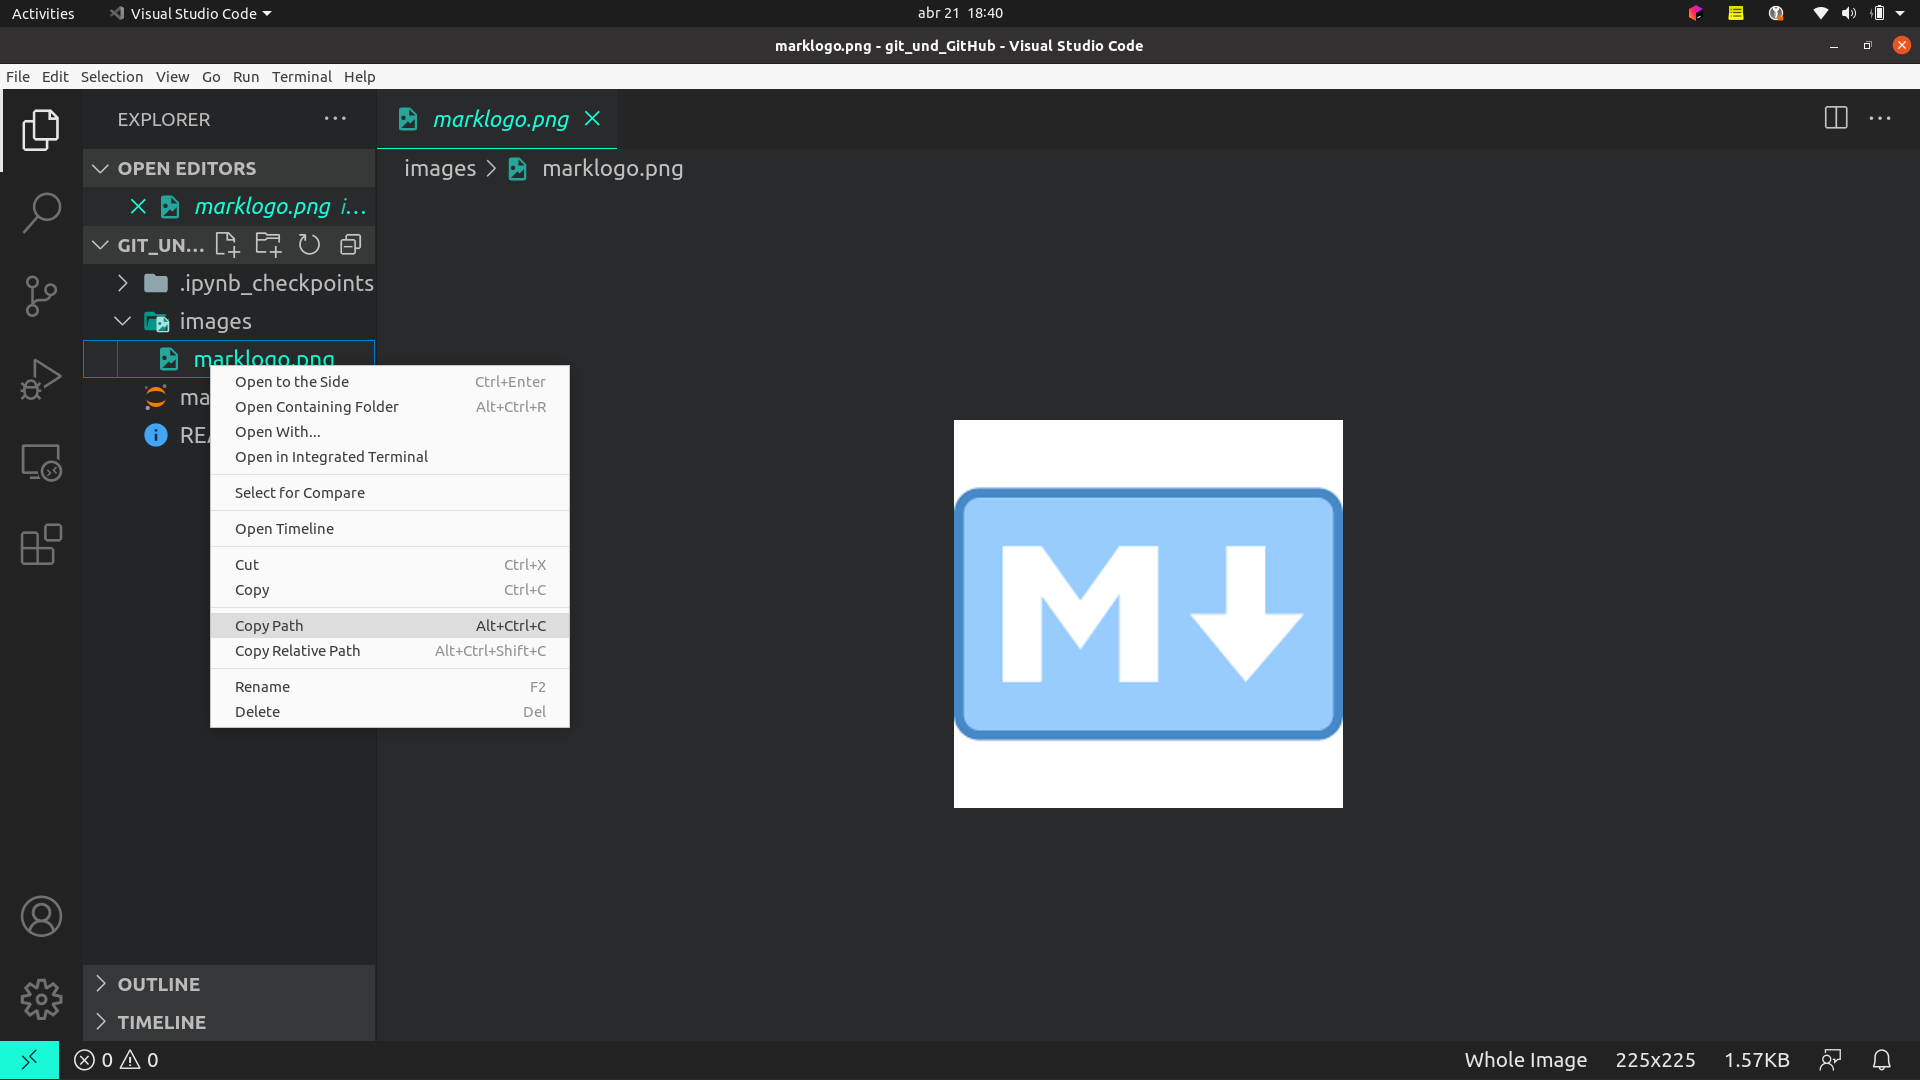 Activities Visual Studio Code abr 21 18:40
marklogo.png - git_und_GitHub - Visual Studio Code
File Edit Selection View Go Run Terminal Help
EXPLORER
marklogo.png
OPEN EDITORS
images marklogo.png
marklogo.png i...
GIT_UN...
.ipynb_checkpoints
images
marklogo.png
ma
REA
Open to the Side Ctrl+Enter
Open Containing Folder Alt+Ctrl+R
Open With...
Open in Integrated Terminal
Select for Compare
Open Timeline
Cut Ctrl+X
Copy Ctrl+C
Copy Path Alt+Ctrl+C
Copy Relative Path Alt+Ctrl+Shift+C
Rename F2
Delete Del
M
OUTLINE
TIMELINE
0 0 Whole Image 225x225 1.57KB